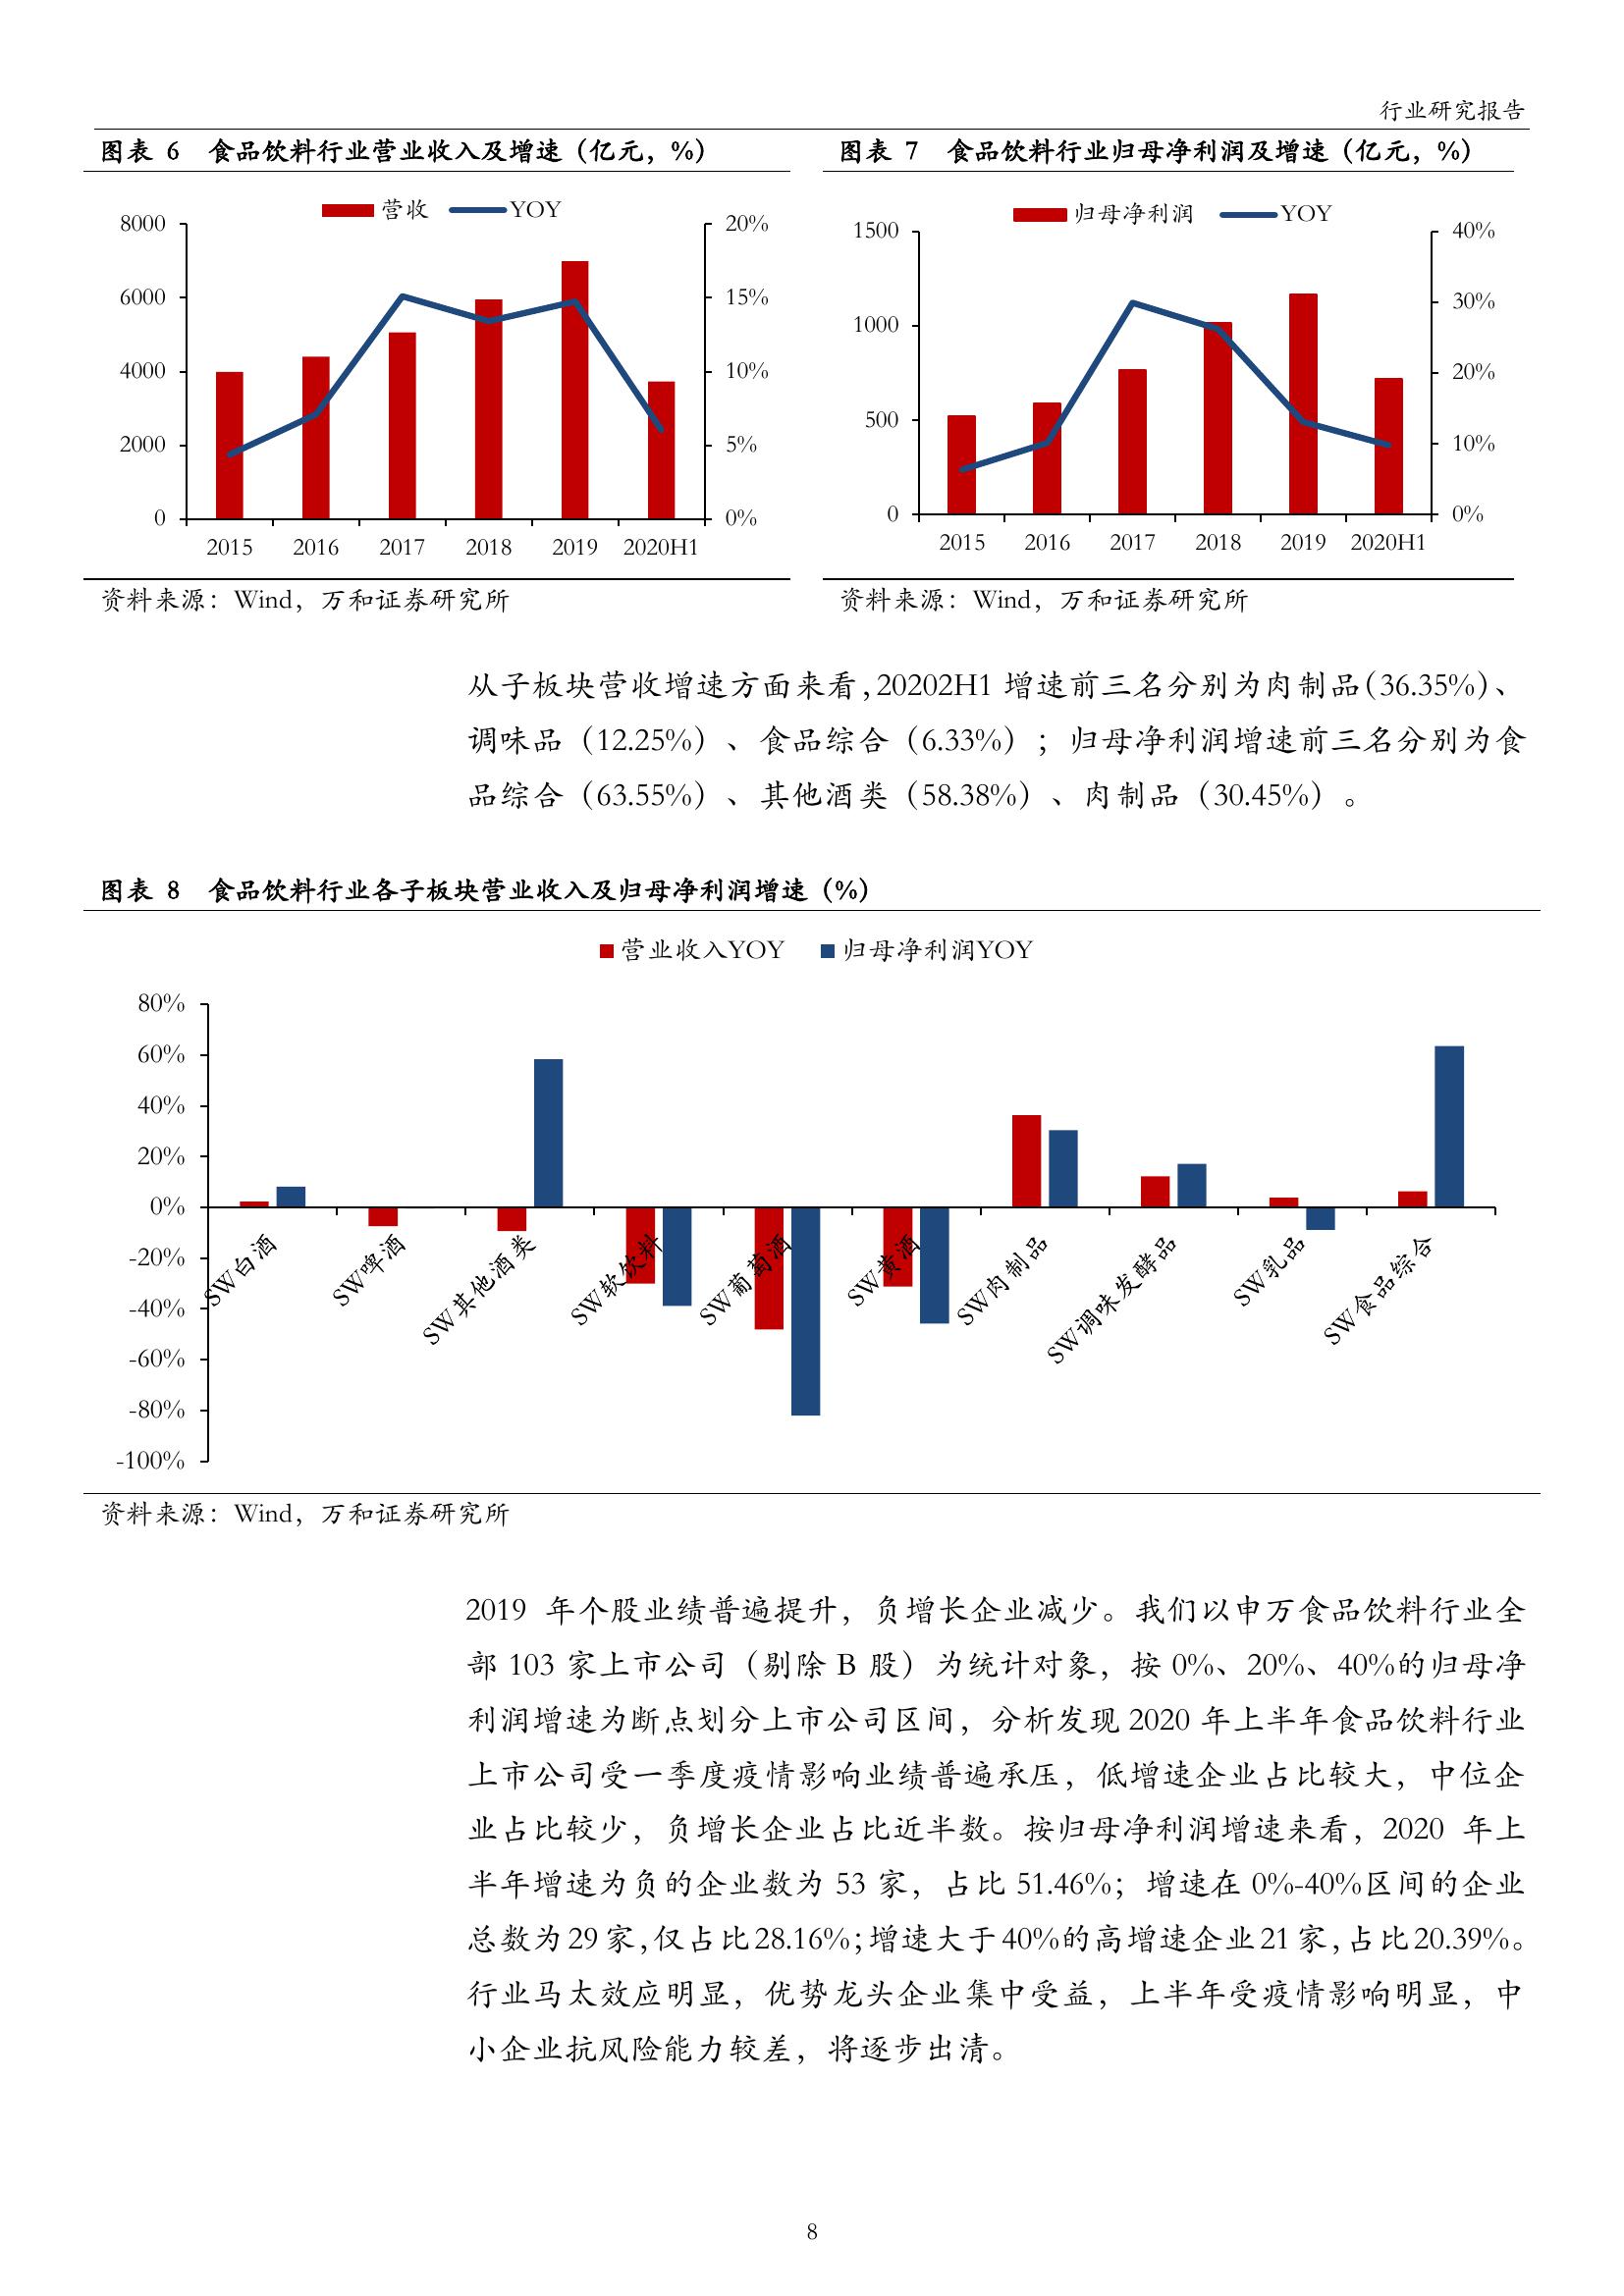 行业研究报告
图表 6 食品饮料行业营业收入及增速（亿元，%）
营收 YOY
8000
6000
4000
2000
0
20%
15%
10%
5%
0%
2015 2016 2017 2018 2019 2020H1
资料来源：Wind，万和证券研究所
图表 7 食品饮料行业归母净利润及增速（亿元，%）
归母净利润 YOY
1500
1000
500
0
40%
30%
20%
10%
0%
2015 2016 2017 2018 2019 2020H1
资料来源：Wind，万和证券研究所
从子板块营收增速方面来看，20202H1 增速前三名分别为肉制品（36.35%）、
调味品（12.25%）、食品综合（6.33%）；归母净利润增速前三名分别为食
品综合（63.55%）、其他酒类（58.38%）、肉制品（30.45%）。
图表 8 食品饮料行业各子板块营业收入及归母净利润增速（%）
营业收入YOY 归母净利润YOY
80%
60%
40%
20%
0%
-20%
-40%
-60%
-80%
-100%
SW白酒
SW啤酒
SW其他酒类
SW软饮料
SW葡萄酒
SW黄酒
SW肉制品
SW调味发酵品
SW乳品
SW食品综合
资料来源：Wind，万和证券研究所
2019 年个股业绩普遍提升，负增长企业减少。我们以申万食品饮料行业全
部 103 家上市公司（剔除 B 股）为统计对象，按 0%、20%、40%的归母净
利润增速为断点划分上市公司区间，分析发现 2020 年上半年食品饮料行业
上市公司受一季度疫情影响业绩普遍承压，低增速企业占比较大，中位企
业占比较少，负增长企业占比近半数。按归母净利润增速来看，2020 年上
半年增速为负的企业数为 53 家，占比 51.46%；增速在 0%-40%区间的企业
总数为 29 家，仅占比 28.16%；增速大于 40%的高增速企业 21 家，占比 20.39%。
行业马太效应明显，优势龙头企业集中受益，上半年受疫情影响明显，中
小企业抗风险能力较差，将逐步出清。
8